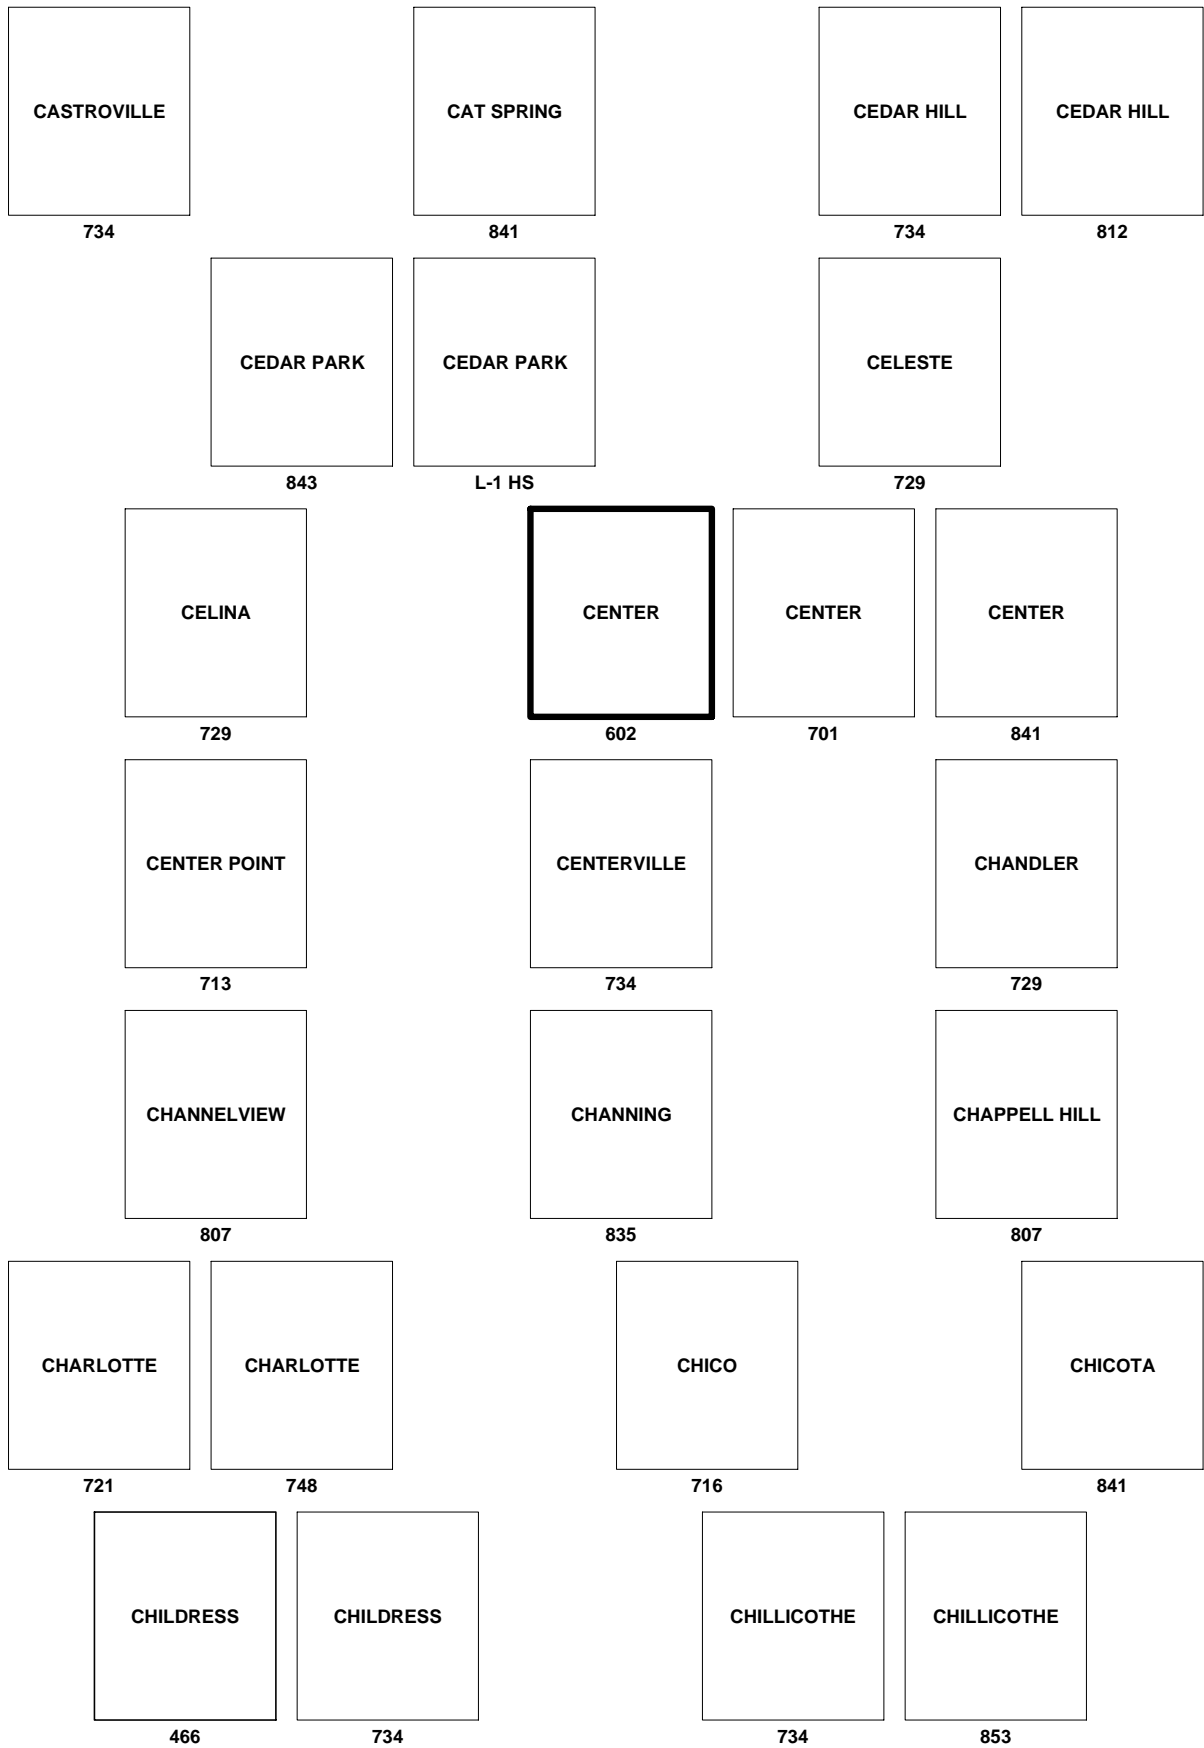 CASTROVILLE
CAT SPRING
CEDAR HILL
CEDAR HILL
734
841
734
812
CEDAR PARK
CEDAR PARK
CELESTE
843
L-1 HS
729
CELINA
CENTER
CENTER
CENTER
729
602
701
841
CENTER POINT
CENTERVILLE
CHANDLER
713
734
729
CHANNELVIEW
CHANNING
CHAPPELL HILL
807
835
807
CHARLOTTE
CHARLOTTE
CHICO
CHICOTA
721
748
716
841
CHILDRESS
CHILDRESS
CHILLICOTHE
CHILLICOTHE
466
734
734
853